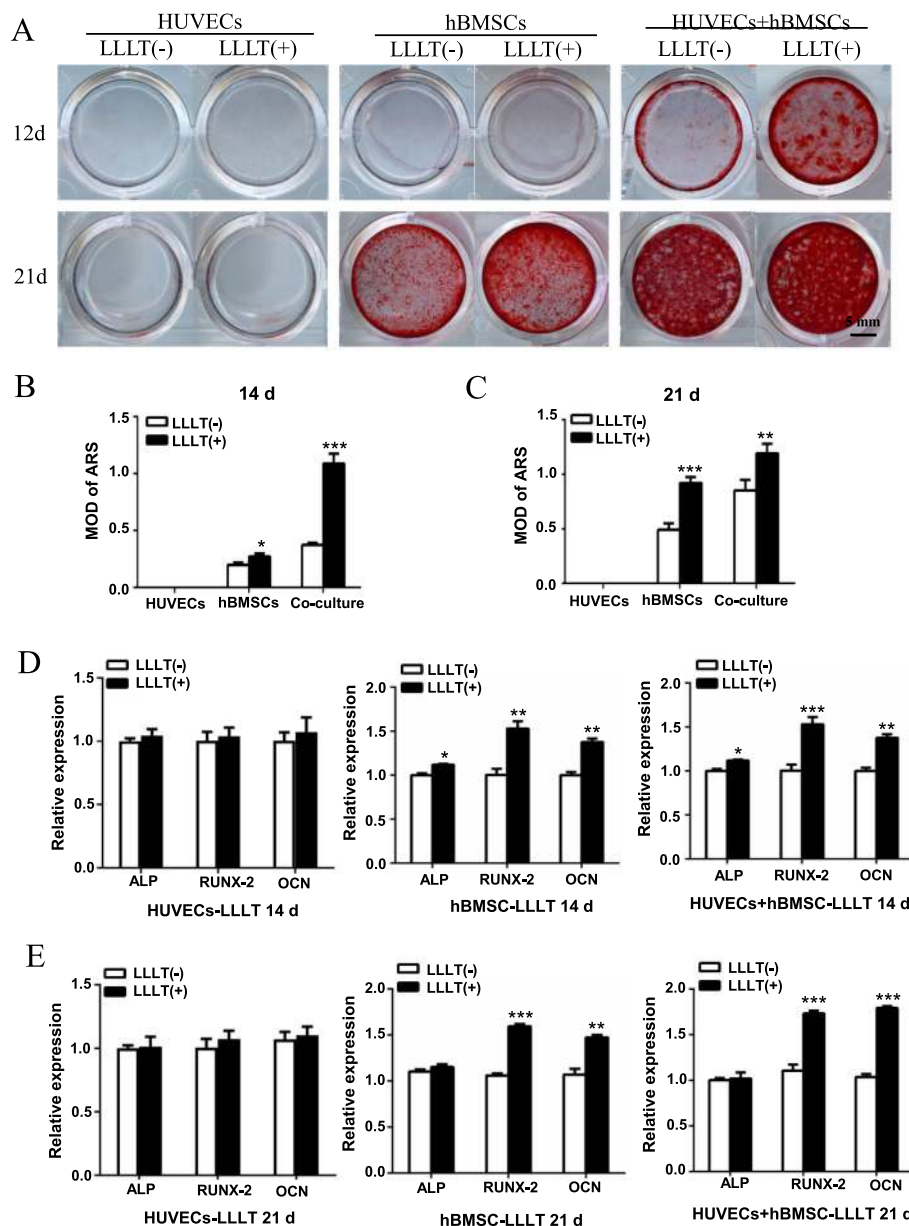 A
HUVECs
hBMSCs
HUVECs+hBMSCs
LLLT(-) LLLT(+) LLLT(-) LLLT(+) LLLT(-) LLLT(+)
12d
21d
5 mm
B
14 d
LLLT(-)
LLLT(+)
MOD of ARS
1.5
1.0
0.5
0.0
*
***
HUVECs hBMSCs Co-culture
C
21 d
LLLT(-)
LLLT(+)
MOD of ARS
1.5
1.0
0.5
0.0
***
**
HUVECs hBMSCs Co-culture
D
LLLT(-)
LLLT(+)
Relative expression
1.5
1.0
0.5
0.0
ALP RUNX-2 OCN
HUVECs-LLLT 14 d
LLLT(-)
LLLT(+)
Relative expression
2.0
1.5
1.0
0.5
0.0
*
**
**
ALP RUNX-2 OCN
hBMSC-LLLT 14 d
LLLT(-)
LLLT(+)
Relative expression
2.0
1.5
1.0
0.5
0.0
*
***
**
ALP RUNX-2 OCN
HUVECs+hBMSC-LLLT 14 d
E
LLLT(-)
LLLT(+)
Relative expression
1.5
1.0
0.5
0.0
ALP RUNX-2 OCN
HUVECs-LLLT 21 d
LLLT(-)
LLLT(+)
Relative expression
2.0
1.5
1.0
0.5
0.0
***
**
ALP RUNX-2 OCN
hBMSC-LLLT 21 d
LLLT(-)
LLLT(+)
Relative expression
2.0
1.5
1.0
0.5
0.0
***
***
ALP RUNX-2 OCN
HUVECs+hBMSC-LLLT 21 d